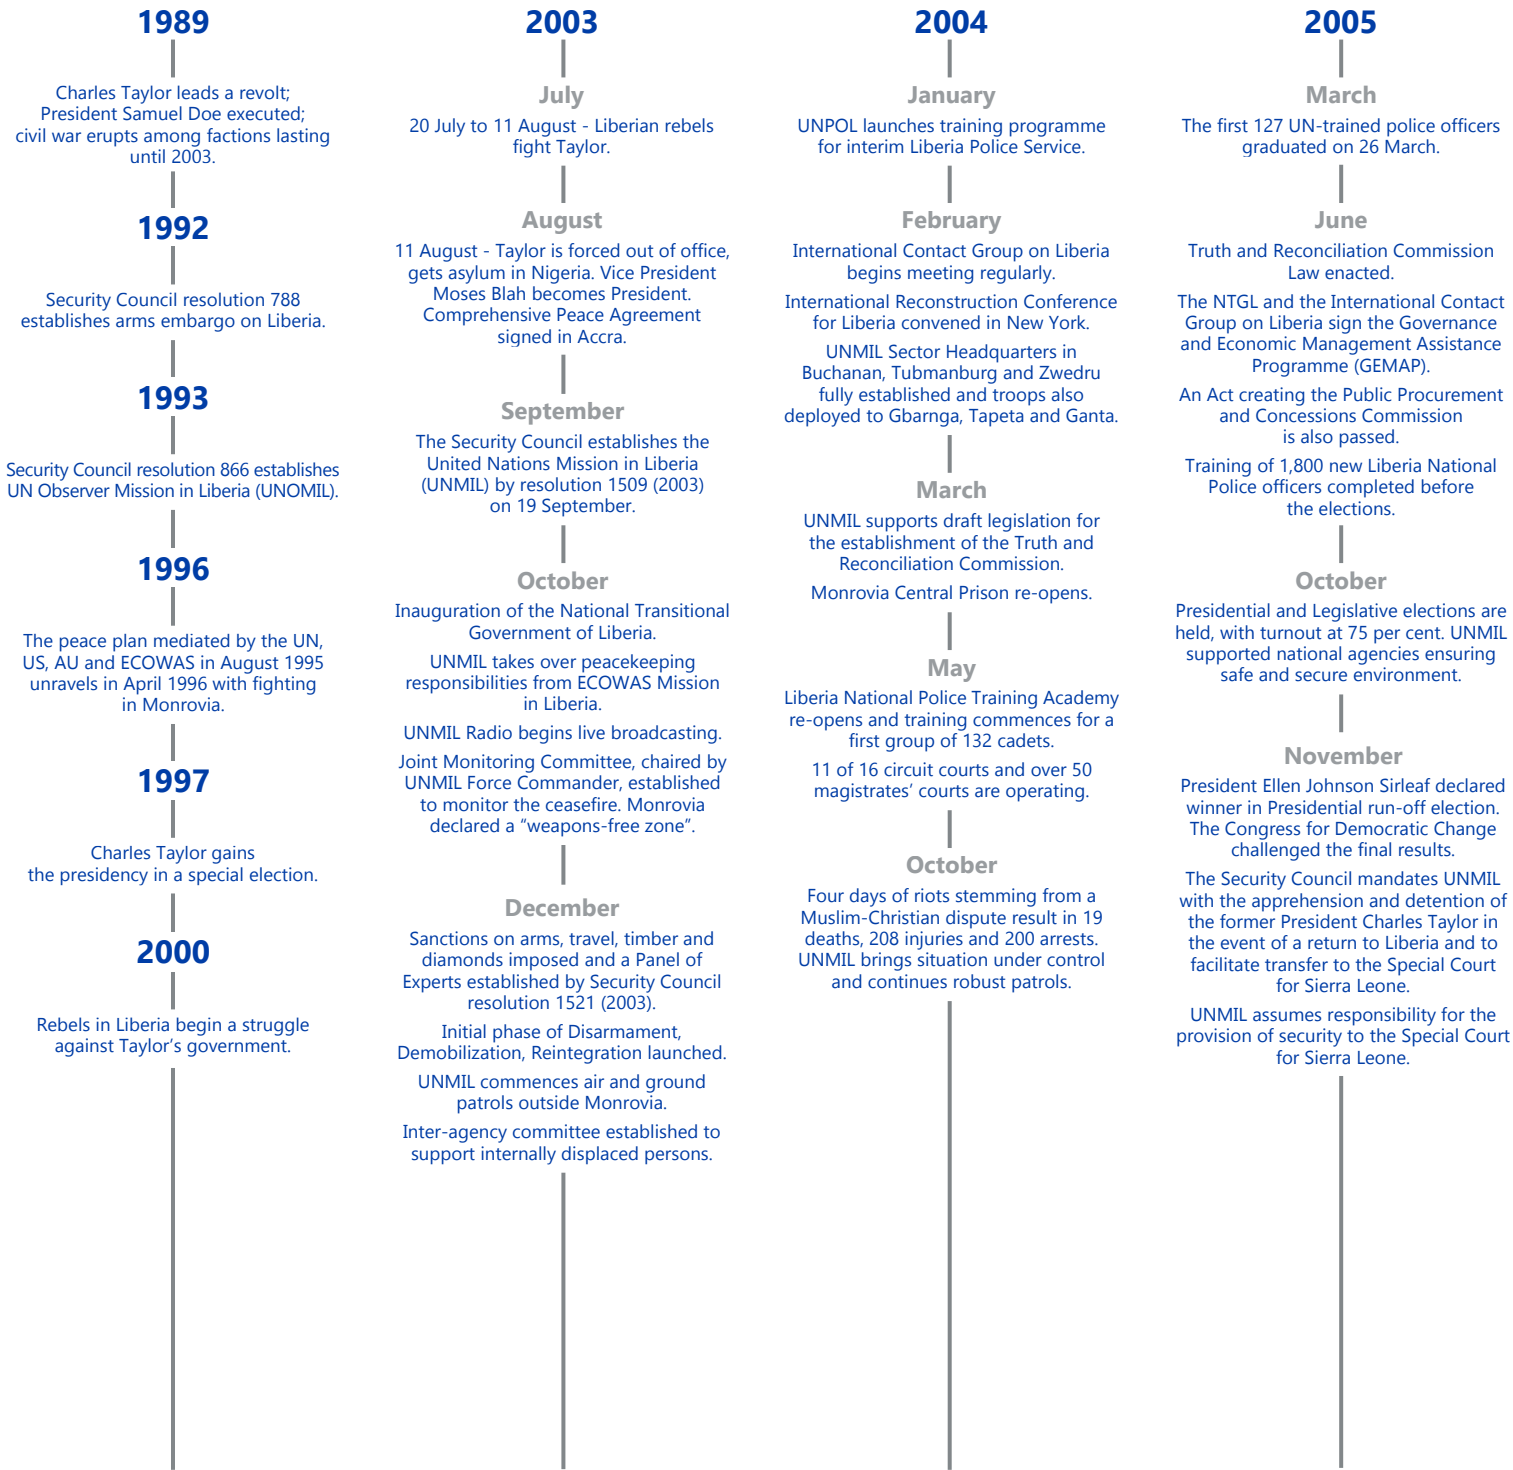 1989
Charles Taylor leads a revolt;
President Samuel Doe executed;
civil war erupts among factions lasting
until 2003.
1992
Security Council resolution 788
establishes arms embargo on Liberia.
1993
Security Council resolution 866 establishes
UN Observer Mission in Liberia (UNOMIL).
1996
The peace plan mediated by the UN,
US, AU and ECOWAS in August 1995
unravels in April 1996 with fighting
in Monrovia.
1997
Charles Taylor gains
the presidency in a special election.
2000
Rebels in Liberia begin a struggle
against Taylor's government.
2003
July
20 July to 11 August - Liberian rebels
fight Taylor.
August
11 August - Taylor is forced out of office,
gets asylum in Nigeria. Vice President
Moses Blah becomes President.
Comprehensive Peace Agreement
signed in Accra.
September
The Security Council establishes the
United Nations Mission in Liberia
(UNMIL) by resolution 1509 (2003)
on 19 September.
October
Inauguration of the National Transitional
Government of Liberia.
UNMIL takes over peacekeeping
responsibilities from ECOWAS Mission
in Liberia.
UNMIL Radio begins live broadcasting.
Joint Monitoring Committee, chaired by
UNMIL Force Commander, established
to monitor the ceasefire. Monrovia
declared a “weapons-free zone”.
December
Sanctions on arms, travel, timber and
diamonds imposed and a Panel of
Experts established by Security Council
resolution 1521 (2003).
Initial phase of Disarmament,
Demobilization, Reintegration launched.
UNMIL commences air and ground
patrols outside Monrovia.
Inter-agency committee established to
support internally displaced persons.
2004
January
UNPOL launches training programme
for interim Liberia Police Service.
February
International Contact Group on Liberia
begins meeting regularly.
International Reconstruction Conference
for Liberia convened in New York.
UNMIL Sector Headquarters in
Buchanan, Tubmanburg and Zwedru
fully established and troops also
deployed to Gbarnga, Tapeta and Ganta.
March
UNMIL supports draft legislation for
the establishment of the Truth and
Reconciliation Commission.
Monrovia Central Prison re-opens.
May
Liberia National Police Training Academy
re-opens and training commences for a
first group of 132 cadets.
11 of 16 circuit courts and over 50
magistrates’ courts are operating.
October
Four days of riots stemming from a
Muslim-Christian dispute result in 19
deaths, 208 injuries and 200 arrests.
UNMIL brings situation under control
and continues robust patrols.
2005
March
The first 127 UN-trained police officers
graduated on 26 March.
June
Truth and Reconciliation Commission
Law enacted.
The NTGL and the International Contact
Group on Liberia sign the Governance
and Economic Management Assistance
Programme (GEMAP).
An Act creating the Public Procurement
and Concessions Commission
is also passed.
Training of 1,800 new Liberia National
Police officers completed before
the elections.
October
Presidential and Legislative elections are
held, with turnout at 75 per cent. UNMIL
supported national agencies ensuring
safe and secure environment.
November
President Ellen Johnson Sirleaf declared
winner in Presidential run-off election.
The Congress for Democratic Change
challenged the final results.
The Security Council mandates UNMIL
with the apprehension and detention of
the former President Charles Taylor in
the event of a return to Liberia and to
facilitate transfer to the Special Court
for Sierra Leone.
UNMIL assumes responsibility for the
provision of security to the Special Court
for Sierra Leone.